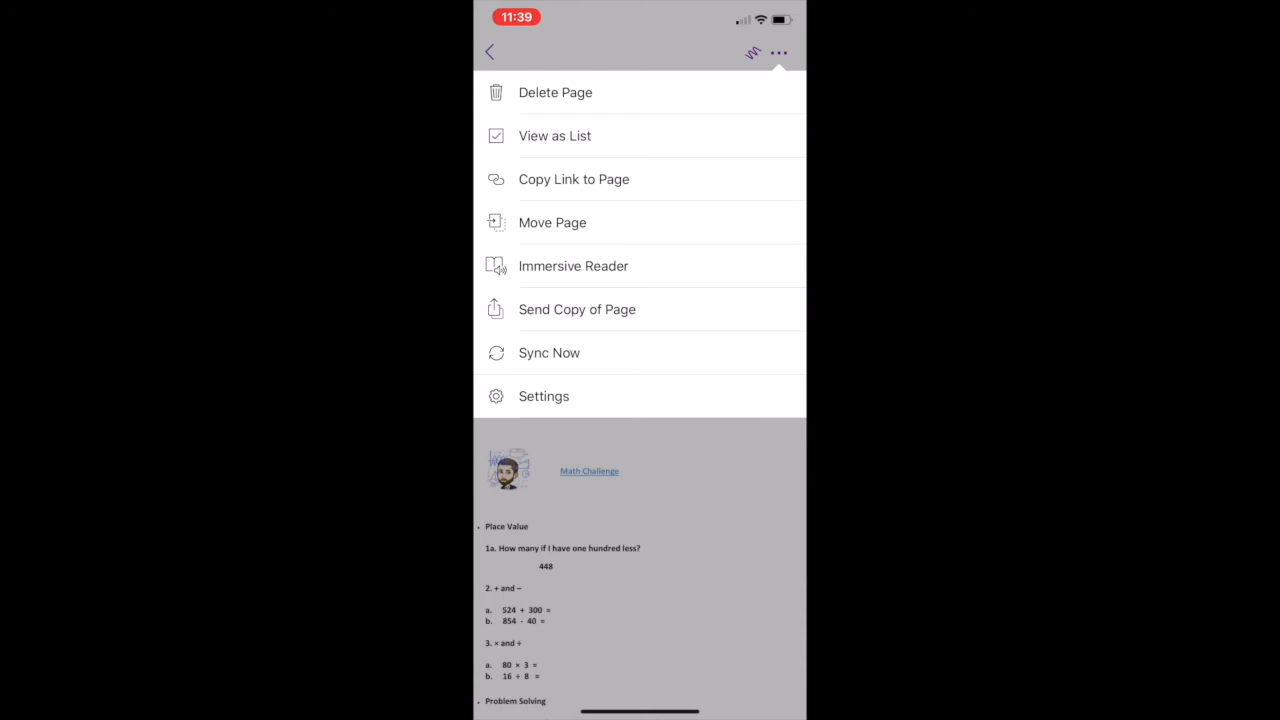 11:39
Delete Page
View as List
Copy Link to Page
Move Page
Immersive Reader
Send Copy of Page
Sync Now
Settings
Math Challenge
• Place Value
1a. How many if I have one hundred less?
448
2. + and –
a. 524 + 300 =
b. 854 - 40 =
3. × and ÷
a. 80 × 3 =
b. 16 ÷ 8 =
• Problem Solving